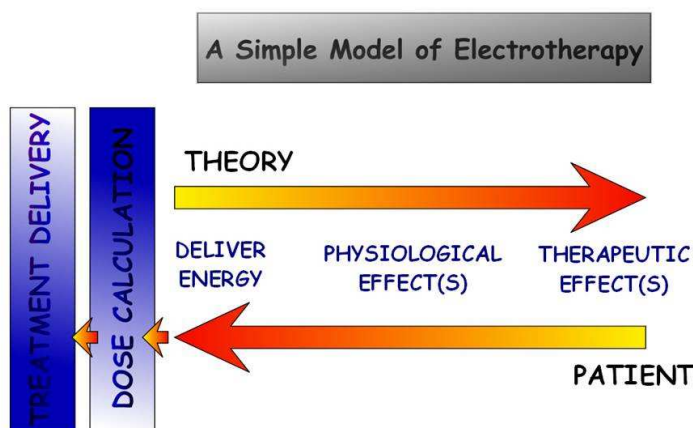 A Simple Model of Electrotherapy
TREATMENT DELIVERY
DOSE CALCULATION
THEORY
DELIVER
ENERGY
PHYSIOLOGICAL
EFFECT(S)
THERAPEUTIC
EFFECT(S)
PATIENT